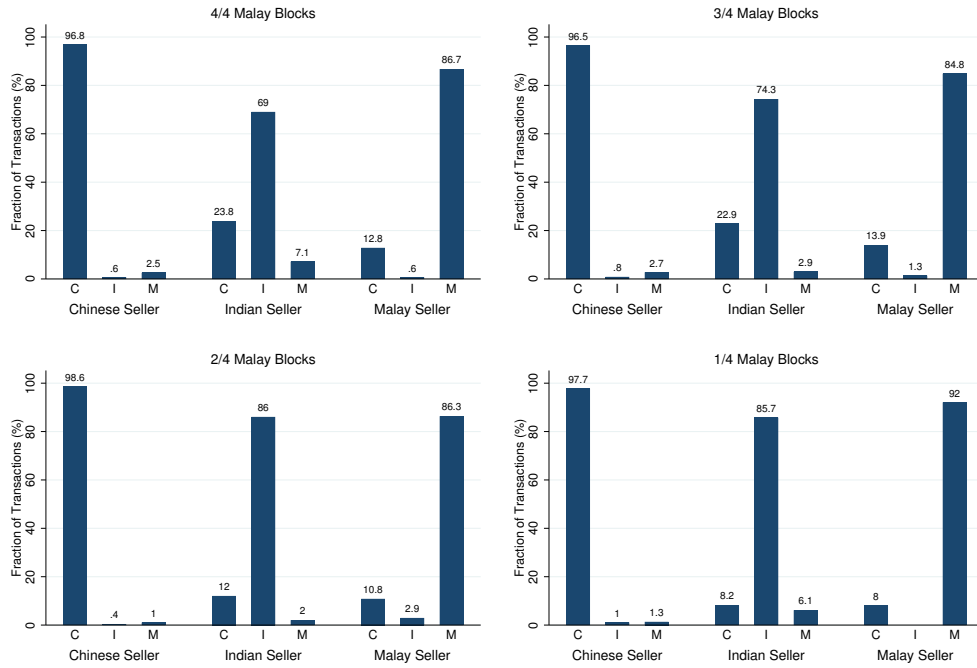 4/4 Malay Blocks
Fraction of Transactions (%)
0 20 40 60 80 100
96.8 .6 2.5 23.8 69 7.1 12.8 .6 86.7
C I M C I M C I M
Chinese Seller Indian Seller Malay Seller
3/4 Malay Blocks
Fraction of Transactions (%)
0 20 40 60 80 100
96.5 .8 2.7 22.9 74.3 2.9 13.9 1.3 84.8
C I M C I M C I M
Chinese Seller Indian Seller Malay Seller
2/4 Malay Blocks
Fraction of Transactions (%)
0 20 40 60 80 100
98.6 .4 1 12 86 2 10.8 2.9 86.3
C I M C I M C I M
Chinese Seller Indian Seller Malay Seller
1/4 Malay Blocks
Fraction of Transactions (%)
0 20 40 60 80 100
97.7 1 1.3 8.2 85.7 6.1 8 92
C I M C I M C I M
Chinese Seller Indian Seller Malay Seller